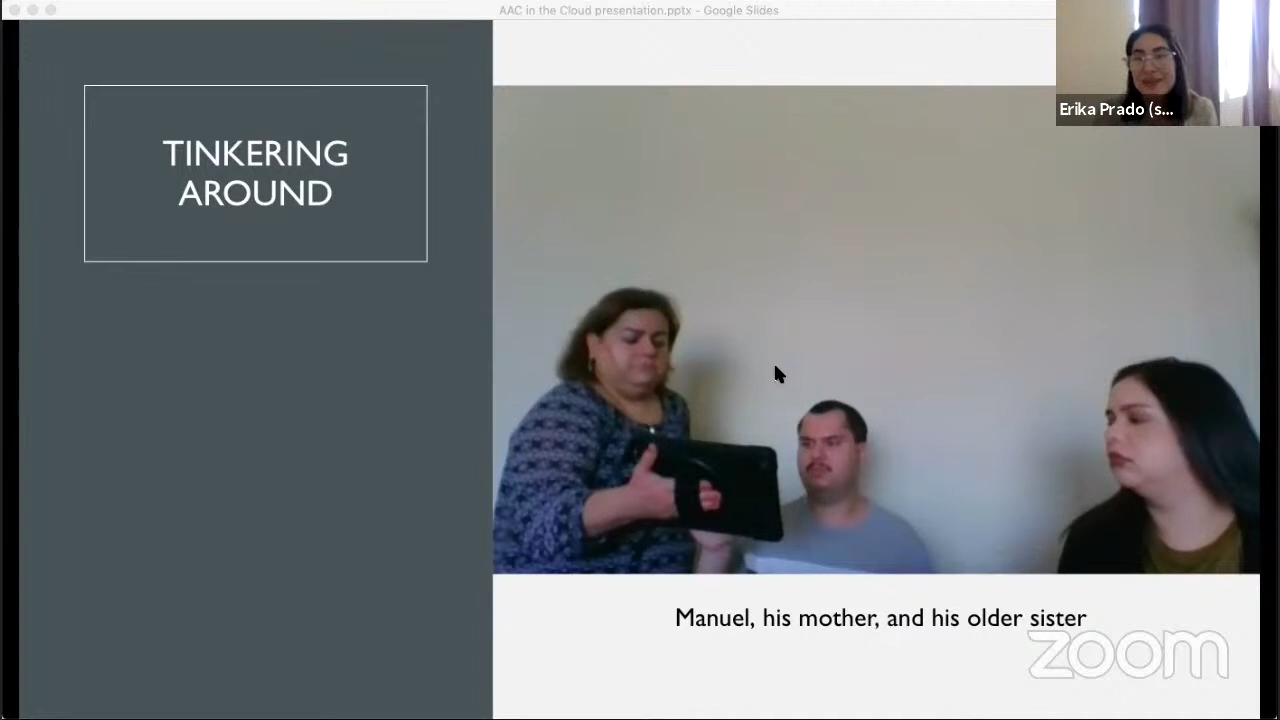 AAC in the Cloud presentation.pptx - Google Slides
Erika Prado (s...
TINKERING
AROUND
Manuel, his mother, and his older sister
zoom